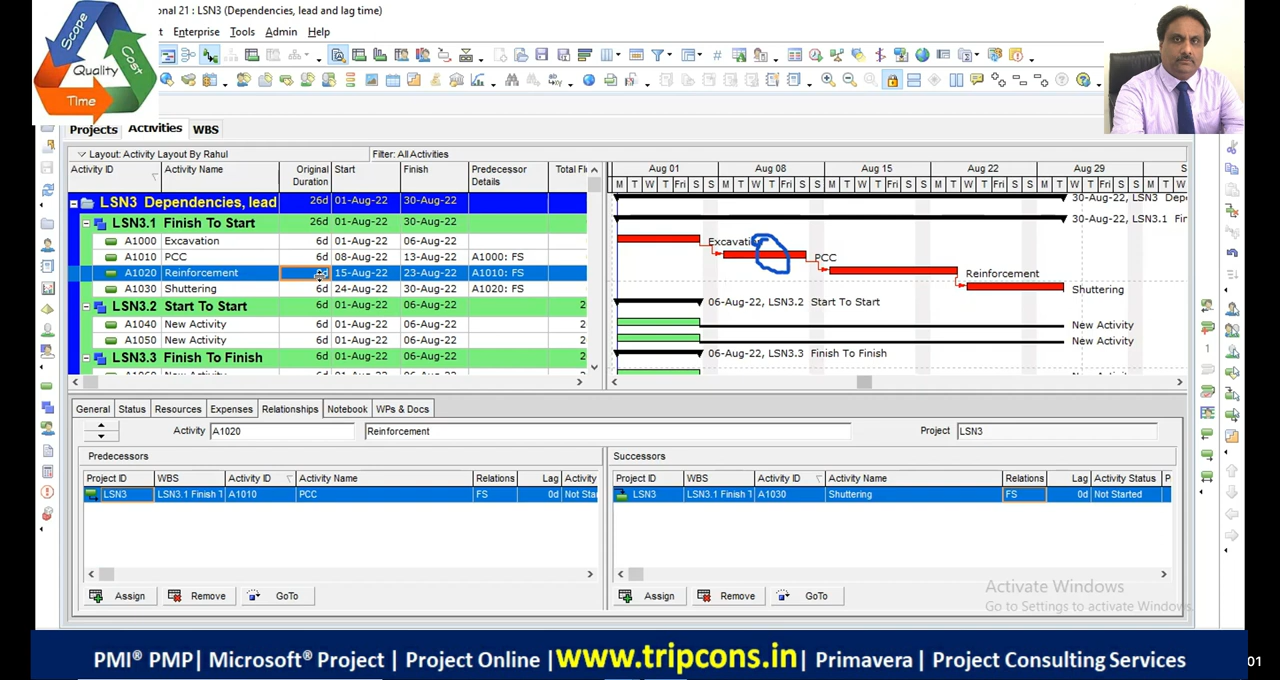 onal 21 : LSN3 (Dependencies, lead and lag time)
Scope
Cost
Quality
Time
Enterprise Tools Admin Help
Projects Activities WBS
Layout: Activity Layout By Rahul Filter: All Activities
Activity ID Activity Name Original Duration Start Finish Predecessor Details Total Fl
Aug 01 Aug 08 Aug 15 Aug 22 Aug 29 S
M T W T Fri S S M T W T Fri S S M T W T Fri S S M T W T Fri S S M T W T Fri S S M T W
LSN3 Dependencies, lead 26d 01-Aug-22 30-Aug-22 30-Aug-22, LSN3 Depe
LSN3.1 Finish To Start 26d 01-Aug-22 30-Aug-22 30-Aug-22, LSN3.1 Fir
A1000 Excavation 6d 01-Aug-22 06-Aug-22 Excavation
A1010 PCC 6d 08-Aug-22 13-Aug-22 A1000: FS PCC
A1020 Reinforcement 15-Aug-22 23-Aug-22 A1010: FS Reinforcement
A1030 Shuttering 6d 24-Aug-22 30-Aug-22 A1020: FS Shuttering
LSN3.2 Start To Start 6d 01-Aug-22 06-Aug-22 2 06-Aug-22, LSN3.2 Start To Start
A1040 New Activity 6d 01-Aug-22 06-Aug-22 2 New Activity
A1050 New Activity 6d 01-Aug-22 06-Aug-22 2 New Activity
LSN3.3 Finish To Finish 6d 01-Aug-22 06-Aug-22 2 06-Aug-22, LSN3.3 Finish To Finish
General Status Resources Expenses Relationships Notebook WPs & Docs
Activity A1020 Reinforcement Project LSN3
Predecessors Successors
Project ID WBS Activity ID Activity Name Relations Lag Activity
LSN3 LSN3.1 Finish T A1010 PCC FS 0d Not Star
Project ID WBS Activity ID Activity Name Relations Lag Activity Status P
LSN3 LSN3.1 Finish T A1030 Shuttering FS 0d Not Started
Assign Remove GoTo Assign Remove GoTo
Activate Windows
Go to Settings to activate Windows.
PMI® PMP| Microsoft® Project | Project Online |www.tripcons.in| Primavera | Project Consulting Services
01